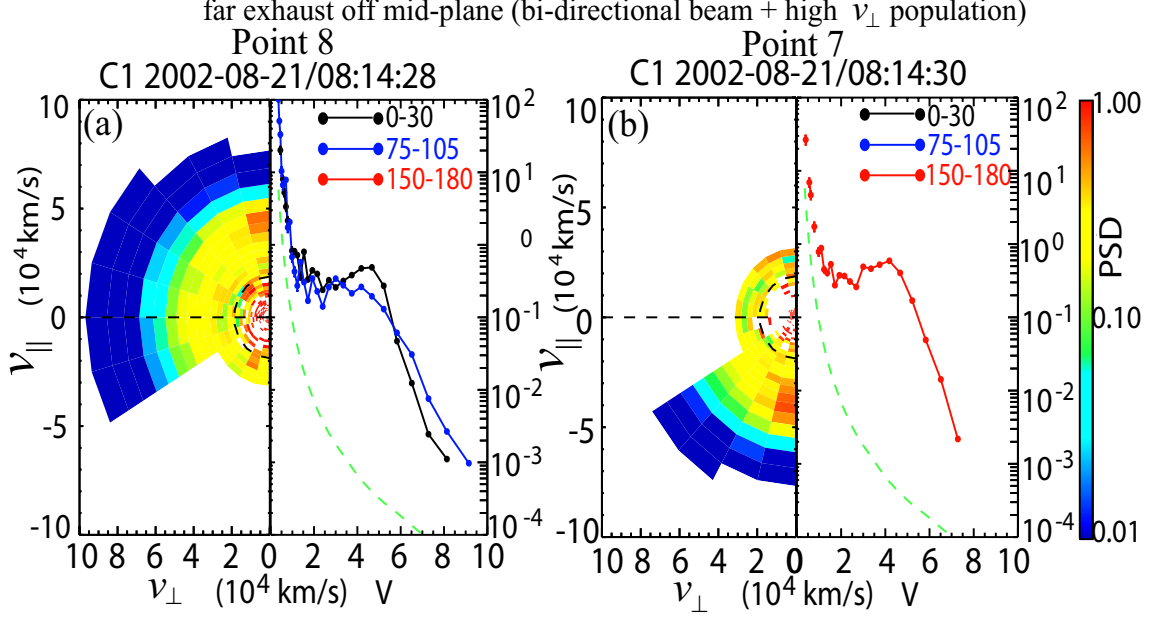 far exhaust off mid-plane (bi-directional beam + high v⊥ population)
Point 8
Point 7
C1 2002-08-21/08:14:28
C1 2002-08-21/08:14:30
(a)
0-30
75-105
150-180
10
5
0
-5
-10
v∥ (10⁴ km/s)
10²
10¹
0
10⁻¹
10⁻²
10⁻³
10⁻⁴
10 8 6 4 2 0 2 4 6 8 10
v⊥ (10⁴ km/s) V
(b)
0-30
75-105
150-180
10
5
0
-5
-10
v∥ (10⁴ km/s)
10²
10¹
10⁰
10⁻¹
10⁻²
10⁻³
10⁻⁴
10 8 6 4 2 0 2 4 6 8 10
v⊥ (10⁴ km/s) V
1.00
0.10
0.01
PSD